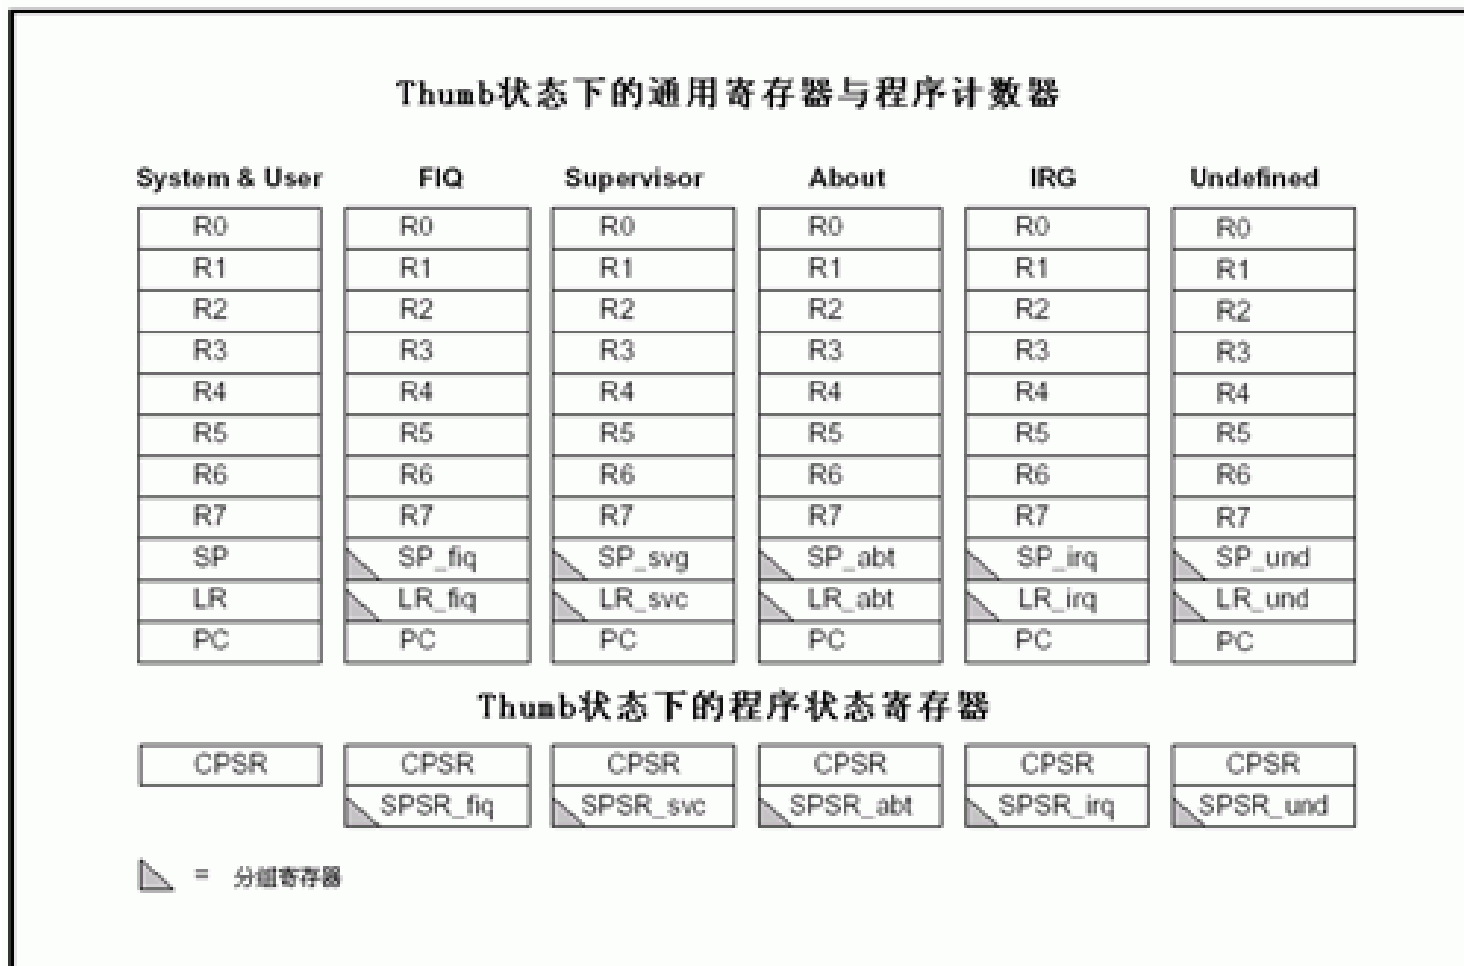 Thumb状态下的通用寄存器与程序计数器
System & User FIQ Supervisor About IRG Undefined
R0 R0 R0 R0 R0 R0
R1 R1 R1 R1 R1 R1
R2 R2 R2 R2 R2 R2
R3 R3 R3 R3 R3 R3
R4 R4 R4 R4 R4 R4
R5 R5 R5 R5 R5 R5
R6 R6 R6 R6 R6 R6
R7 R7 R7 R7 R7 R7
SP SP_fiq SP_svg SP_abt SP_irq SP_und
LR LR_fiq LR_svc LR_abt LR_irq LR_und
PC PC PC PC PC PC
Thumb状态下的程序状态寄存器
CPSR CPSR CPSR CPSR CPSR CPSR
SPSR_fiq SPSR_svc SPSR_abt SPSR_irq SPSR_und
= 分组寄存器